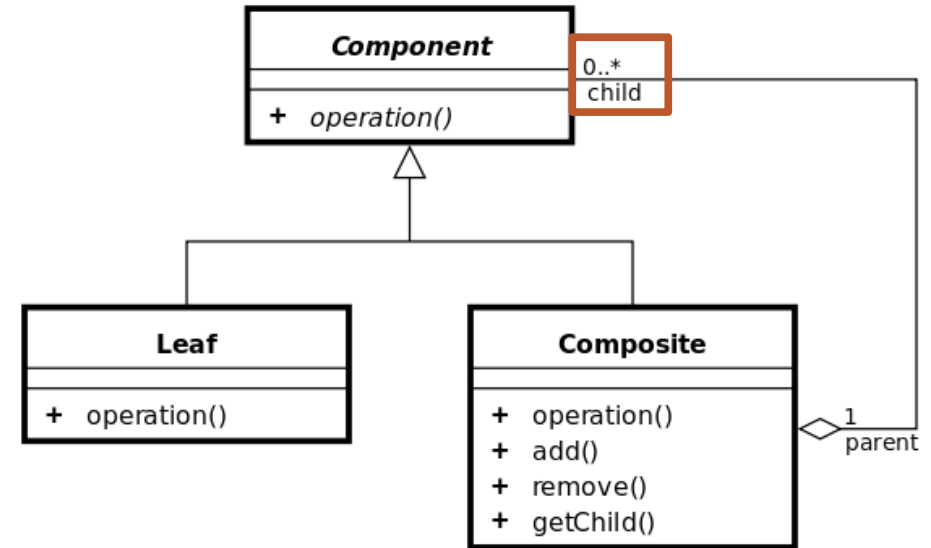 Component
0..*
child
+ operation()
Leaf
+ operation()
Composite
+ operation()
+ add()
+ remove()
+ getChild()
1
parent